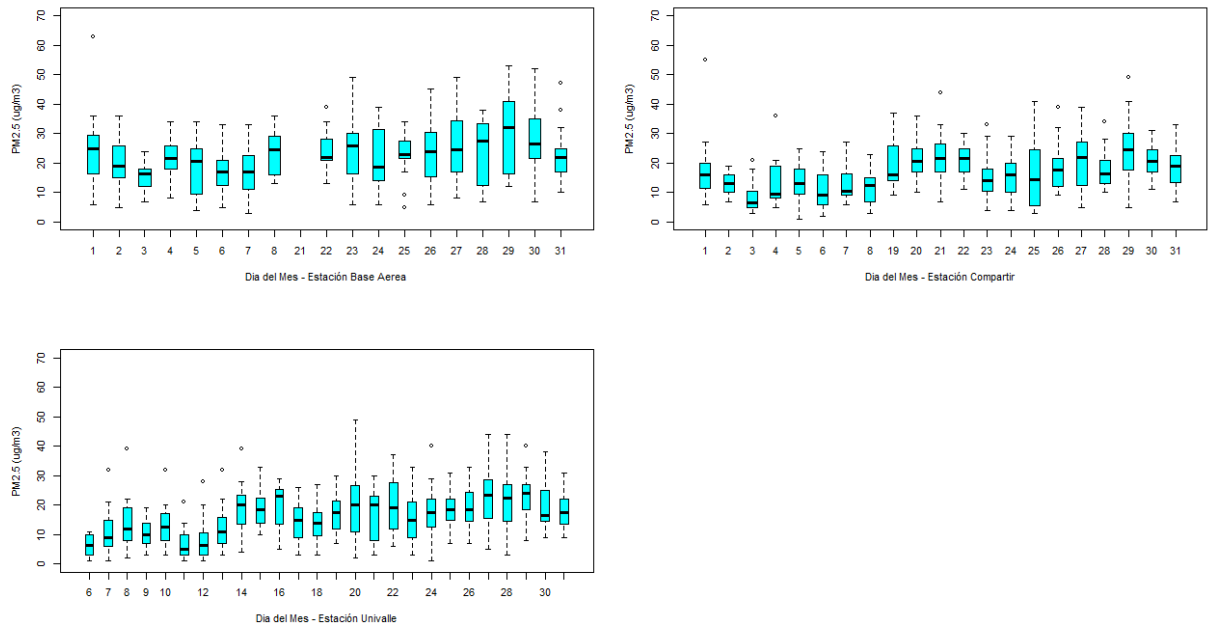 70
60
50
40
30
20
10
0
PM2.5 (ug/m3)
1 2 3 4 5 6 7 8 21 22 23 24 25 26 27 28 29 30 31
Dia del Mes - Estación Base Aerea
70
60
50
40
30
20
10
0
PM2.5 (ug/m3)
1 2 3 4 5 6 7 8 19 20 21 22 23 24 25 26 27 28 29 30 31
Dia del Mes - Estación Compartir
70
60
50
40
30
20
10
0
PM2.5 (ug/m3)
6 7 8 9 10 12 14 16 18 20 22 24 26 28 30
Dia del Mes - Estación Univalle